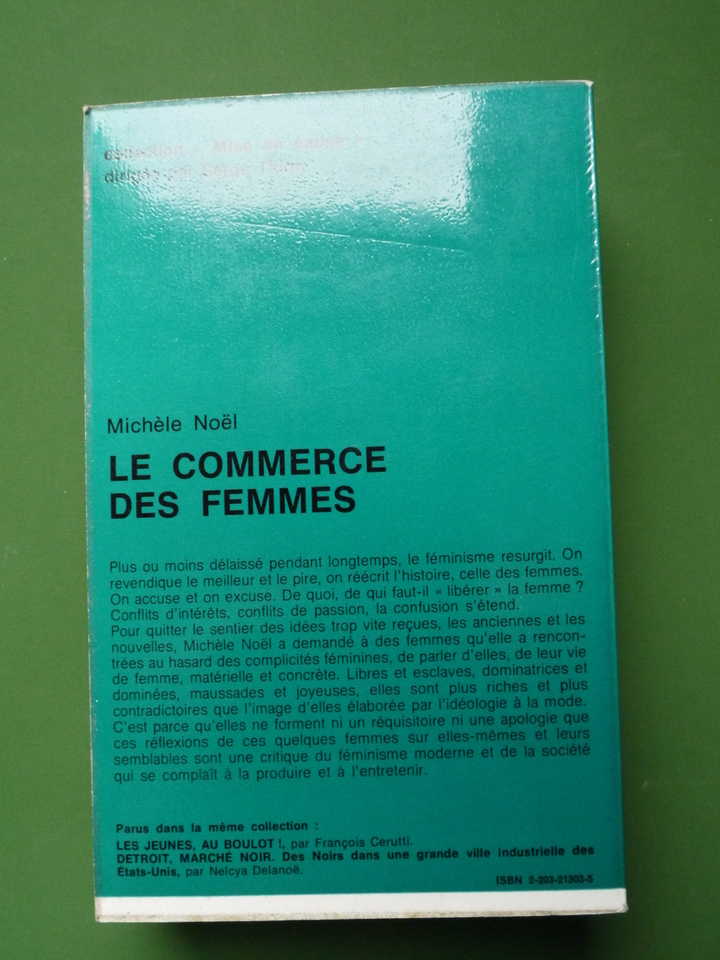 collection « Mise en cause »
dirigée par Serge Thion
Michèle Noël
LE COMMERCE
DES FEMMES
Plus ou moins délaissé pendant longtemps, le féminisme resurgit. On
revendique le meilleur et le pire, on réécrit l'histoire, celle des femmes.
On accuse et on excuse. De quoi, de qui faut-il « libérer » la femme ?
Conflits d'intérêts, conflits de passion, la confusion s'étend.
Pour quitter le sentier des idées trop vite reçues, les anciennes et les
nouvelles, Michèle Noël a demandé à des femmes qu'elle a rencon-
trées au hasard des complicités féminines, de parler d'elles, de leur vie
de femme, matérielle et concrète. Libres et esclaves, dominatrices et
dominées, maussades et joyeuses, elles sont plus riches et plus
contradictoires que l'image d'elles élaborée par l'idéologie à la mode.
C'est parce qu'elles ne forment ni un réquisitoire ni une apologie que
ces réflexions de ces quelques femmes sur elles-mêmes et leurs
semblables sont une critique du féminisme moderne et de la société
qui se complaît à la produire et à l'entretenir.
Parus dans la même collection :
LES JEUNES, AU BOULOT !, par François Cerutti.
DETROIT, MARCHÉ NOIR. Des Noirs dans une grande ville industrielle des
États-Unis, par Nelcya Delanoë.
ISBN 2-203-21303-5